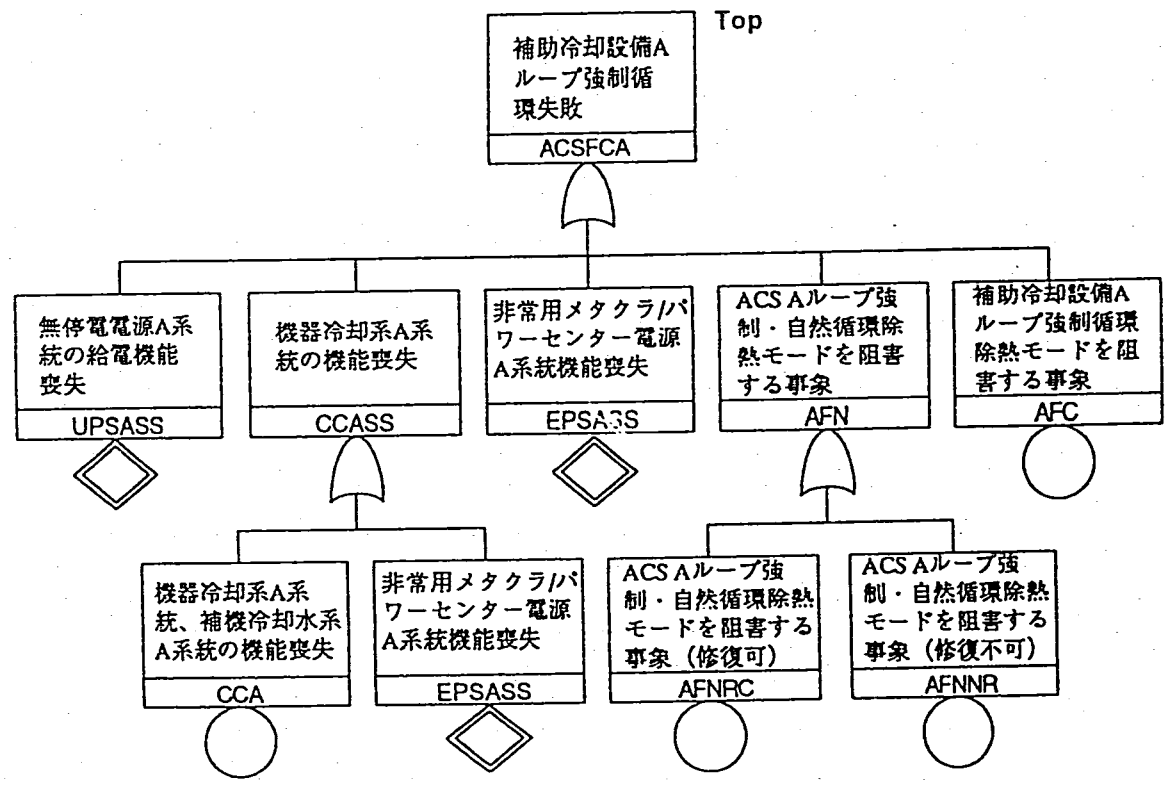 Top
補助冷却設備A
ループ強制循
環失敗
ACSFCA
無停電電源A系
統の給電機能
喪失
UPSASS
機器冷却系A系
統の機能喪失
CCASS
非常用メタクラ/パ
ワーセンター電源
A系統機能喪失
EPSASS
ACS Aループ強
制・自然循環除
熱モードを阻害
する事象
AFN
補助冷却設備A
ループ強制循環
除熱モードを阻
害する事象
AFC
機器冷却系A系
統、補機冷却水系
A系統の機能喪失
CCA
非常用メタクラ/パ
ワーセンター電源
A系統機能喪失
EPSASS
ACS Aループ強
制・自然循環除熱
モードを阻害する
事象（修復可）
AFNRC
ACS Aループ強
制・自然循環除熱
モードを阻害する
事象（修復不可）
AFNNR